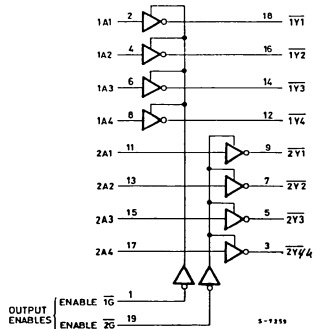 1A1 2 18 1Y1
1A2 4 16 1Y2
1A3 6 14 1Y3
1A4 8 12 1Y4
2A1 11 9 2Y1
2A2 13 7 2Y2
2A3 15 5 2Y3
2A4 17 3 2Y4
OUTPUT ENABLES
ENABLE 1G 1
ENABLE 2G 19
S-7259